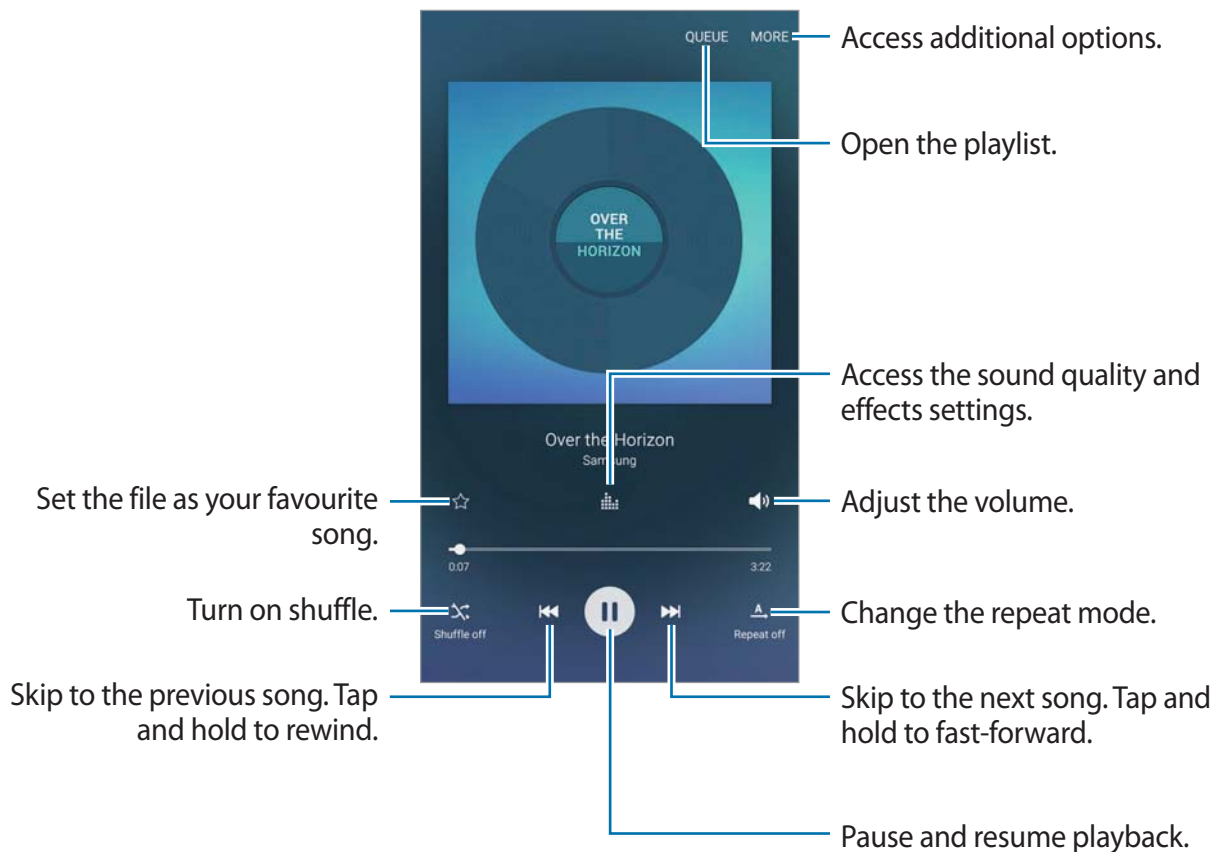 QUEUE MORE
Access additional options.
Open the playlist.
OVER
THE
HORIZON
Access the sound quality and
effects settings.
Over the Horizon
Samsung
Set the file as your favourite
song.
Adjust the volume.
0:07
3:22
Turn on shuffle.
Shuffle off
A
Repeat off
Change the repeat mode.
Skip to the previous song. Tap
and hold to rewind.
Skip to the next song. Tap and
hold to fast-forward.
Pause and resume playback.